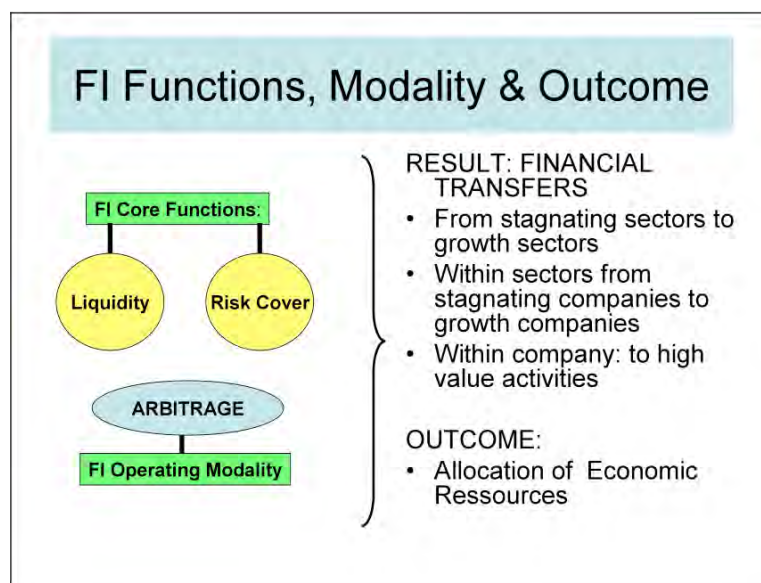 FI Functions, Modality & Outcome
FI Core Functions:
Liquidity
Risk Cover
ARBITRAGE
FI Operating Modality
RESULT: FINANCIAL
TRANSFERS
• From stagnating sectors to
growth sectors
• Within sectors from
stagnating companies to
growth companies
• Within company: to high
value activities
OUTCOME:
• Allocation of Economic
Ressources